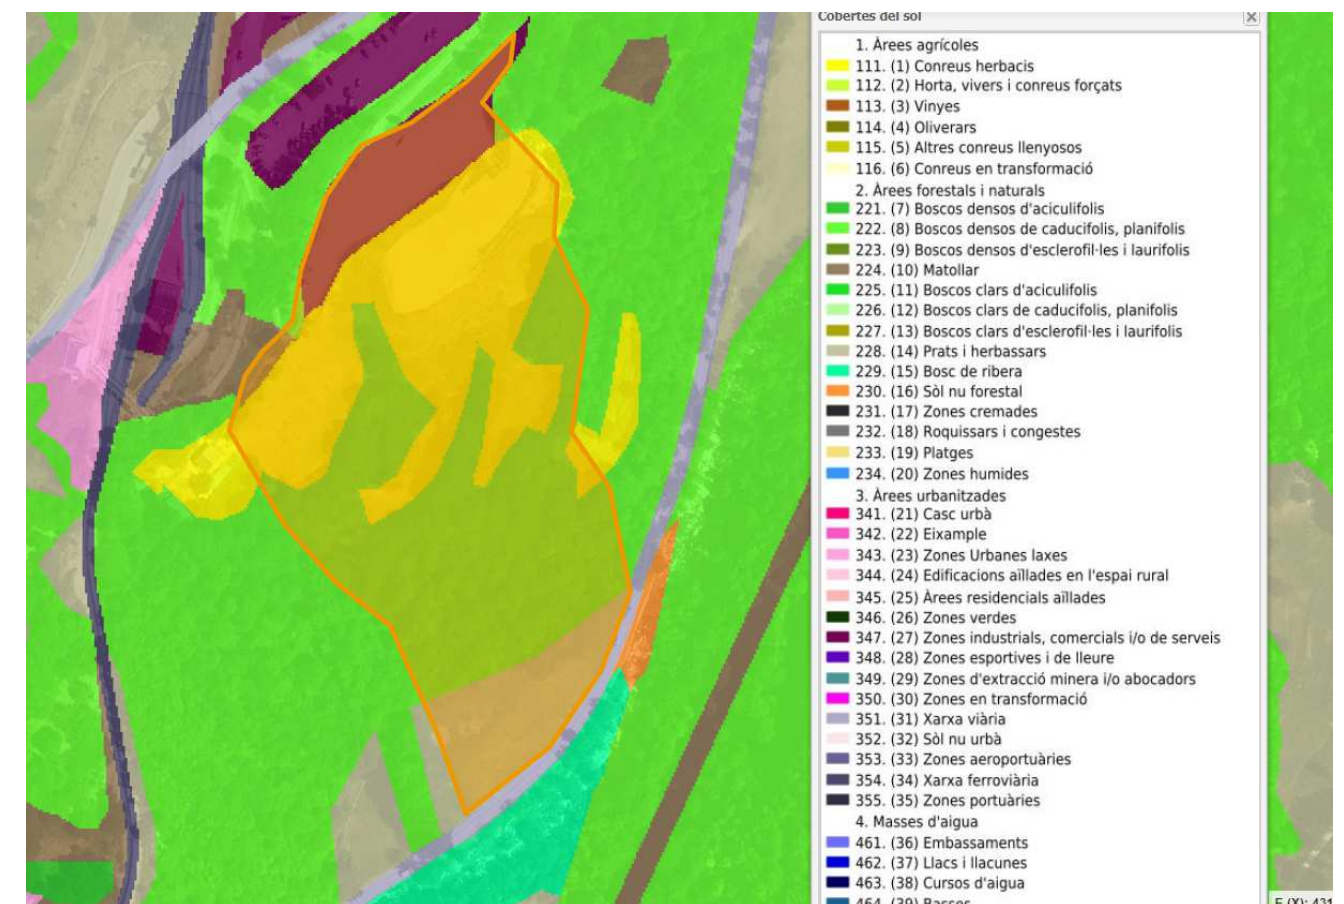 Cobertes del sòl
1. Àrees agrícoles
111. (1) Conreus herbacis
112. (2) Horta, vivers i conreus forçats
113. (3) Vinyes
114. (4) Oliverars
115. (5) Altres conreus llenyosos
116. (6) Conreus en transformació
2. Àrees forestals i naturals
221. (7) Boscos densos d'aciculifolis
222. (8) Boscos densos de caducifolis, planifolis
223. (9) Boscos densos d'esclerofil·les i laurifolis
224. (10) Matollar
225. (11) Boscos clars d'aciculifolis
226. (12) Boscos clars de caducifolis, planifolis
227. (13) Boscos clars d'esclerofil·les i laurifolis
228. (14) Prats i herbassars
229. (15) Bosc de ribera
230. (16) Sòl nu forestal
231. (17) Zones cremades
232. (18) Roquissars i congestes
233. (19) Platges
234. (20) Zones humides
3. Àrees urbanitzades
341. (21) Casc urbà
342. (22) Eixample
343. (23) Zones Urbanes laxes
344. (24) Edificacions aïllades en l'espai rural
345. (25) Àrees residencials aïllades
346. (26) Zones verdes
347. (27) Zones industrials, comercials i/o de serveis
348. (28) Zones esportives i de lleure
349. (29) Zones d'extracció minera i/o abocadors
350. (30) Zones en transformació
351. (31) Xarxa viària
352. (32) Sòl nu urbà
353. (33) Zones aeroportuàries
354. (34) Xarxa ferroviària
355. (35) Zones portuàries
4. Masses d'aigua
461. (36) Embassaments
462. (37) Llacs i llacunes
463. (38) Cursos d'aigua
464. (39) Basses
E (X): 431